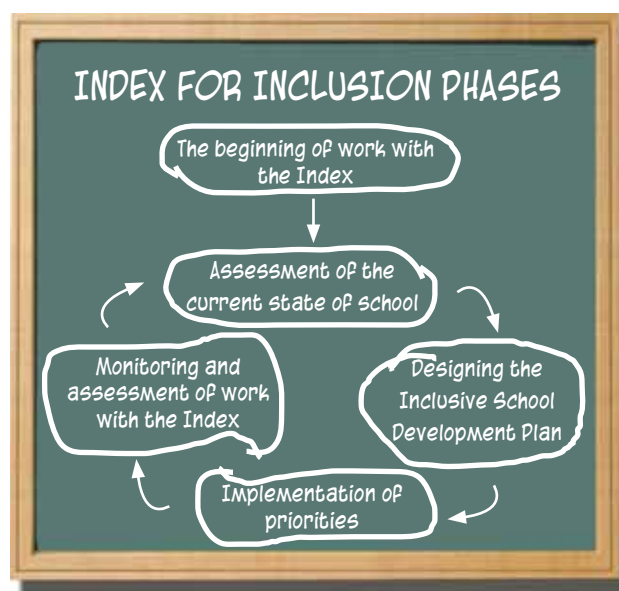 INDEX FOR INCLUSION PHASES
The beginning of work with
the Index
Assessment of the
current state of school
Designing the
Inclusive School
Development Plan
Implementation of
priorities
Monitoring and
assessment of work
with the Index